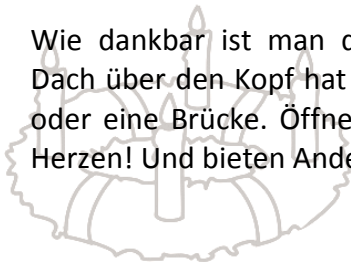 Wie dankbar ist man d
Dach über den Kopf hat
oder eine Brücke. Öffne
Herzen! Und bieten Ande